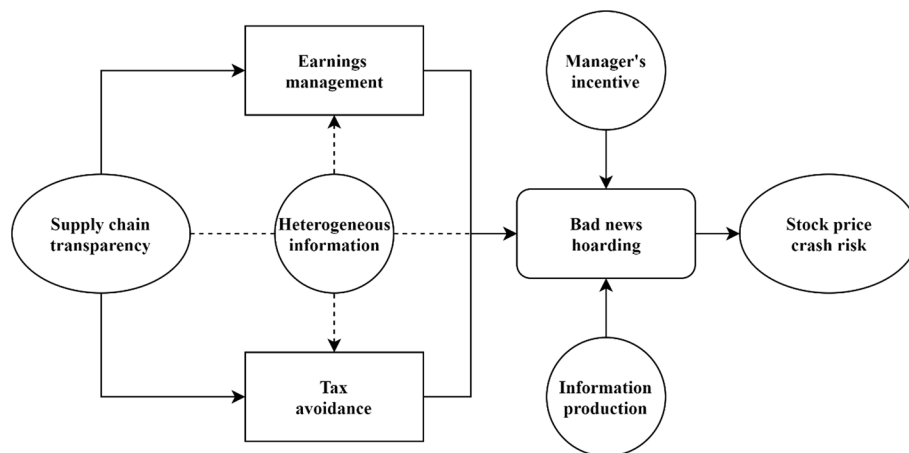 Earnings
management
Manager's
incentive
Supply chain
transparency
Heterogeneous
information
Bad news
hoarding
Stock price
crash risk
Tax
avoidance
Information
production